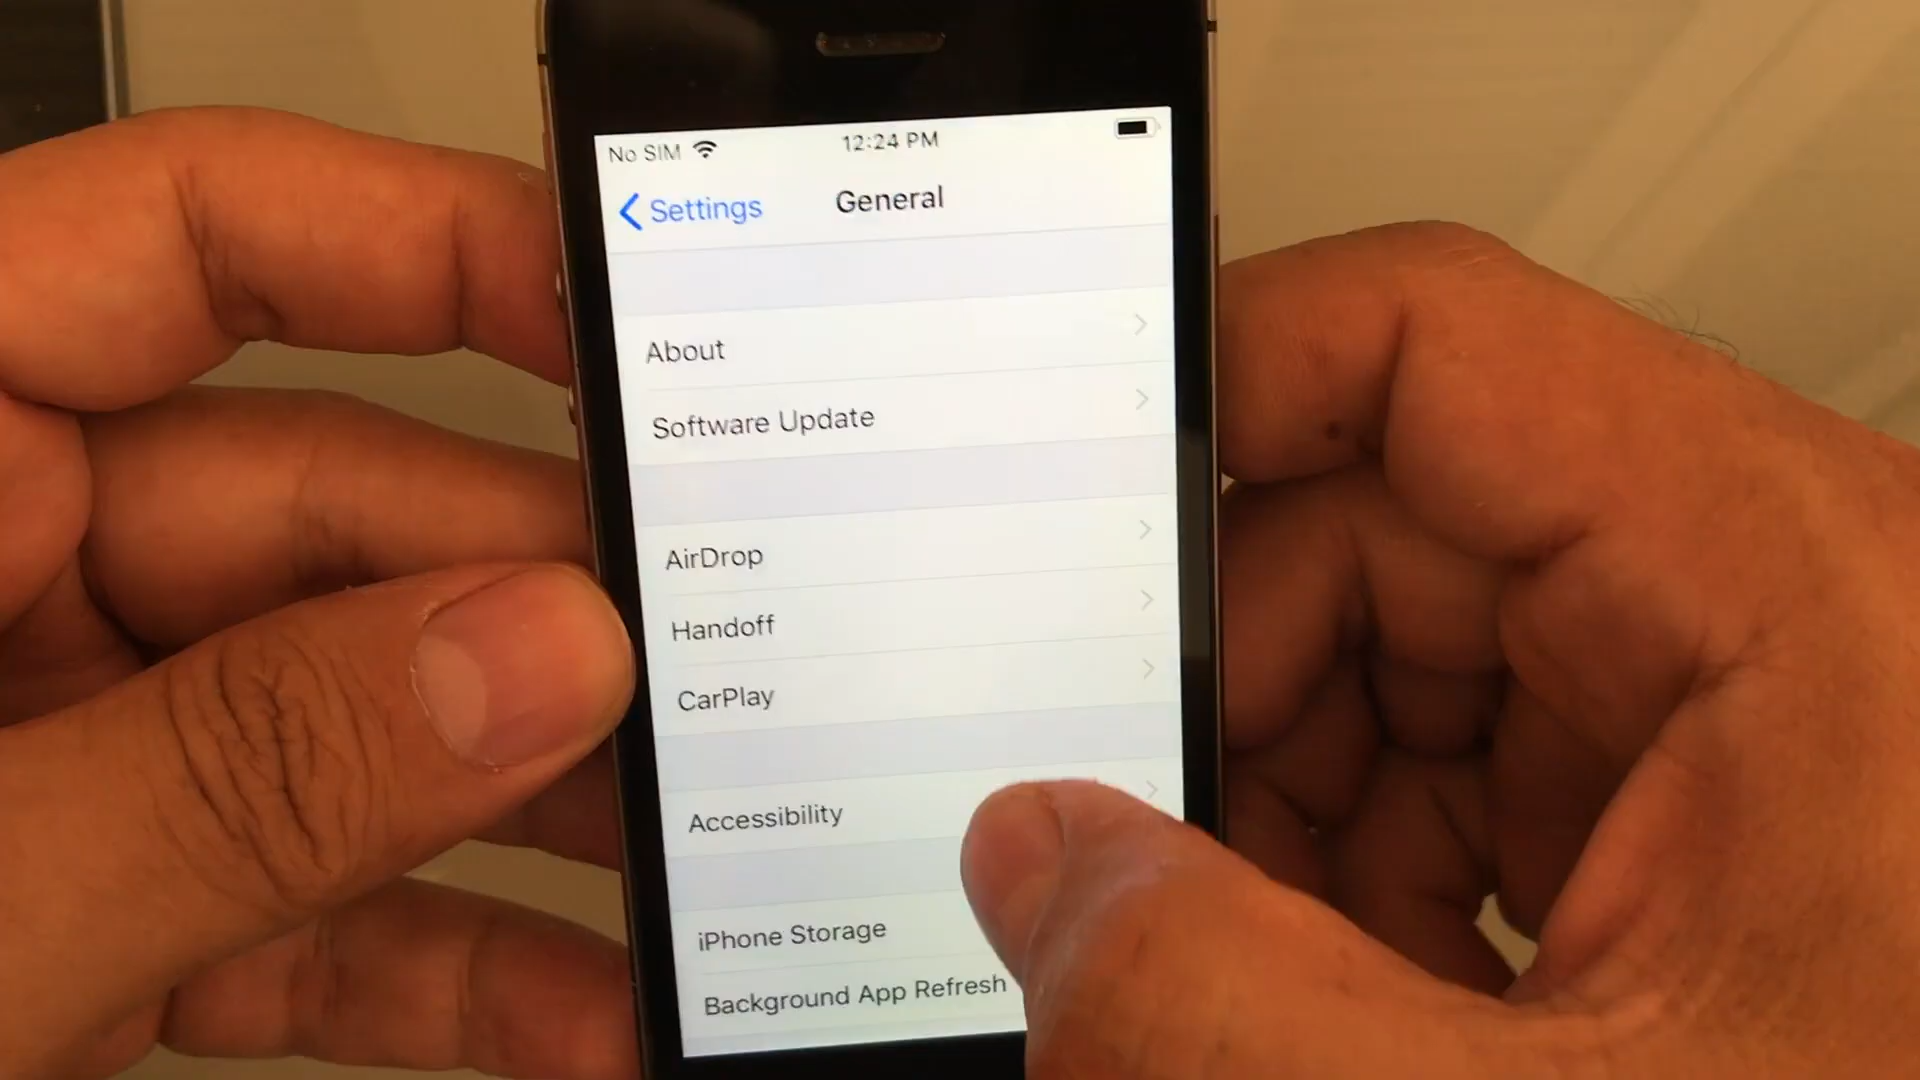 No SIM 12:24 PM
Settings General
About
Software Update
AirDrop
Handoff
CarPlay
Accessibility
iPhone Storage
Background App Refresh